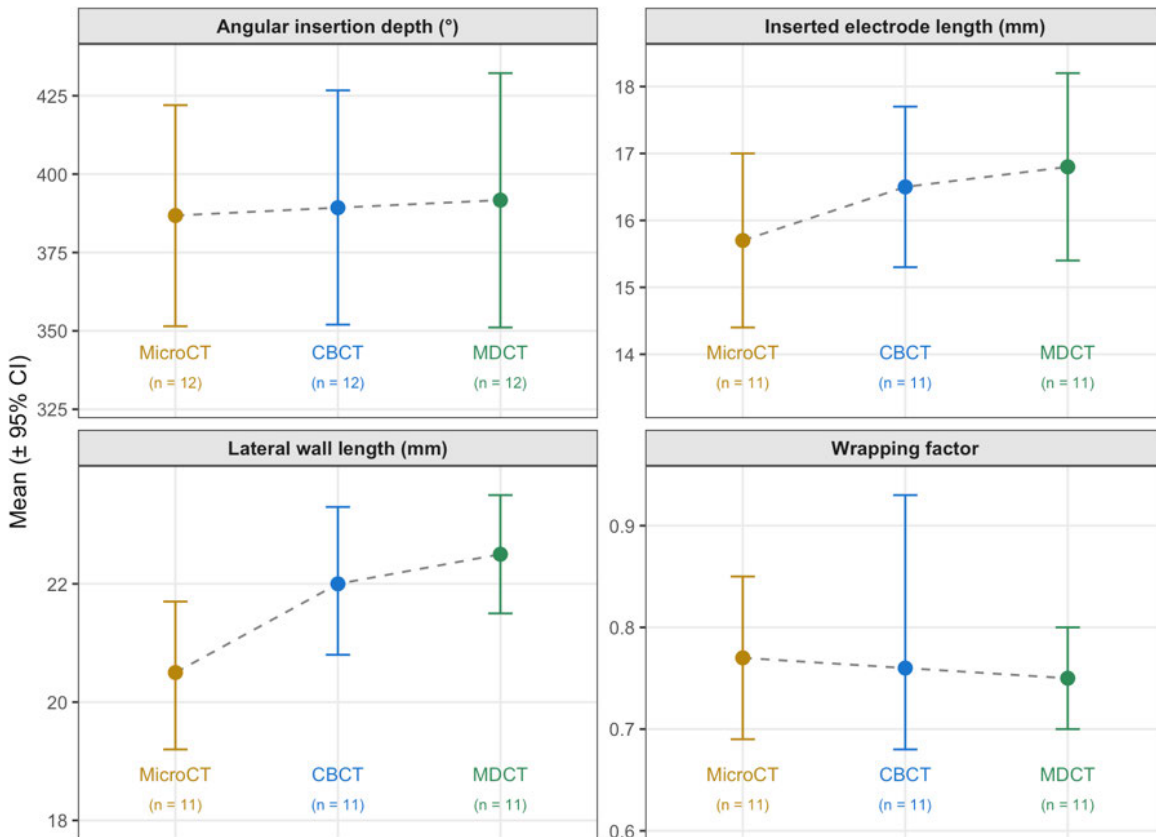 Angular insertion depth (°)
425
400
375
350
325
MicroCT
CBCT
MDCT
(n = 12)
(n = 12)
(n = 12)
Inserted electrode length (mm)
18
17
16
15
14
MicroCT
CBCT
MDCT
(n = 11)
(n = 11)
(n = 11)
Mean (± 95% CI)
Lateral wall length (mm)
22
20
18
MicroCT
CBCT
MDCT
(n = 11)
(n = 11)
(n = 11)
Wrapping factor
0.9
0.8
0.7
0.6
MicroCT
CBCT
MDCT
(n = 11)
(n = 11)
(n = 11)